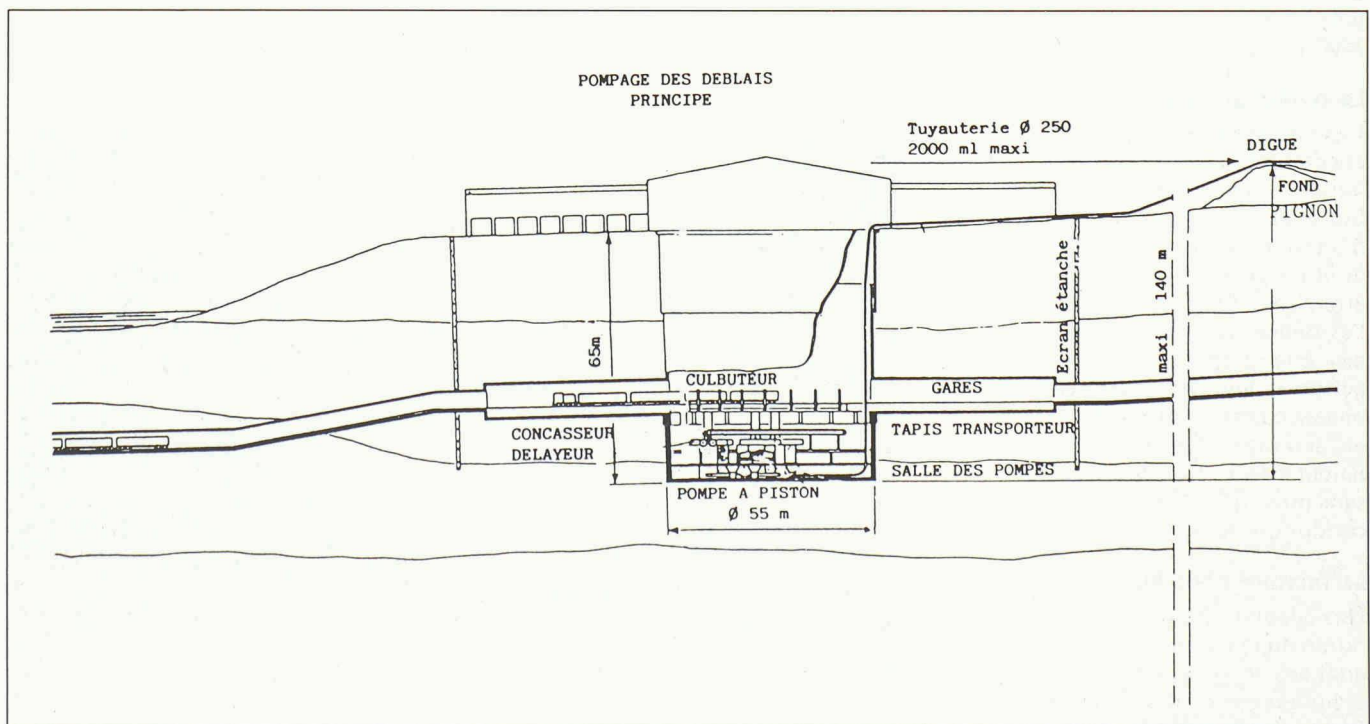 POMPAGE DES DEBLAIS
PRINCIPE
Tuyauterie Ø 250
2000 ml maxi
DIGUE
FOND
PIGNON
Ecran étanche
maxi 140 m
65m
CULBUTEUR
GARES
CONCASSEUR
DELAYEUR
TAPIS TRANSPORTEUR
SALLE DES POMPES
POMPE A PISTON
Ø 55 m